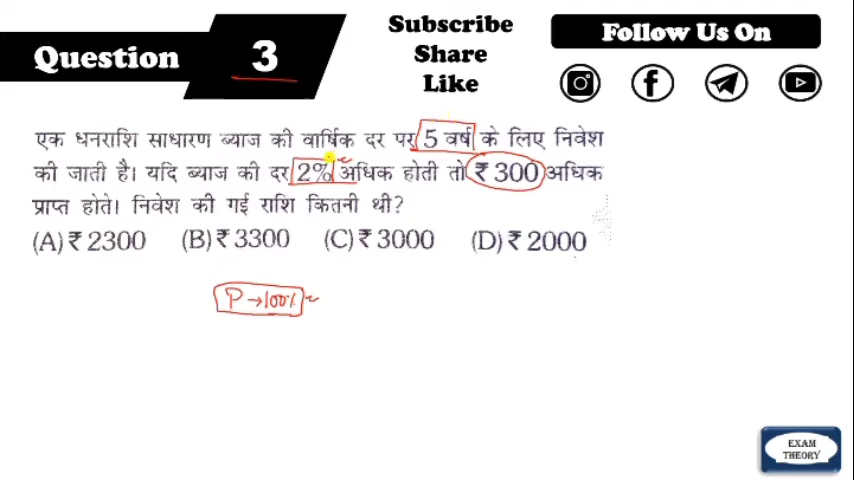 Question 3
Subscribe
Share
Like
Follow Us On
एक धनराशि साधारण ब्याज की वार्षिक दर पर 5 वर्ष के लिए निवेश
की जाती है। यदि ब्याज की दर 2% अधिक होती तो ₹ 300 अधिक
प्राप्त होते। निवेश की गई राशि कितनी थी?
(A) ₹ 2300 (B) ₹ 3300 (C) ₹ 3000 (D) ₹ 2000
P→100%
EXAM
THEORY